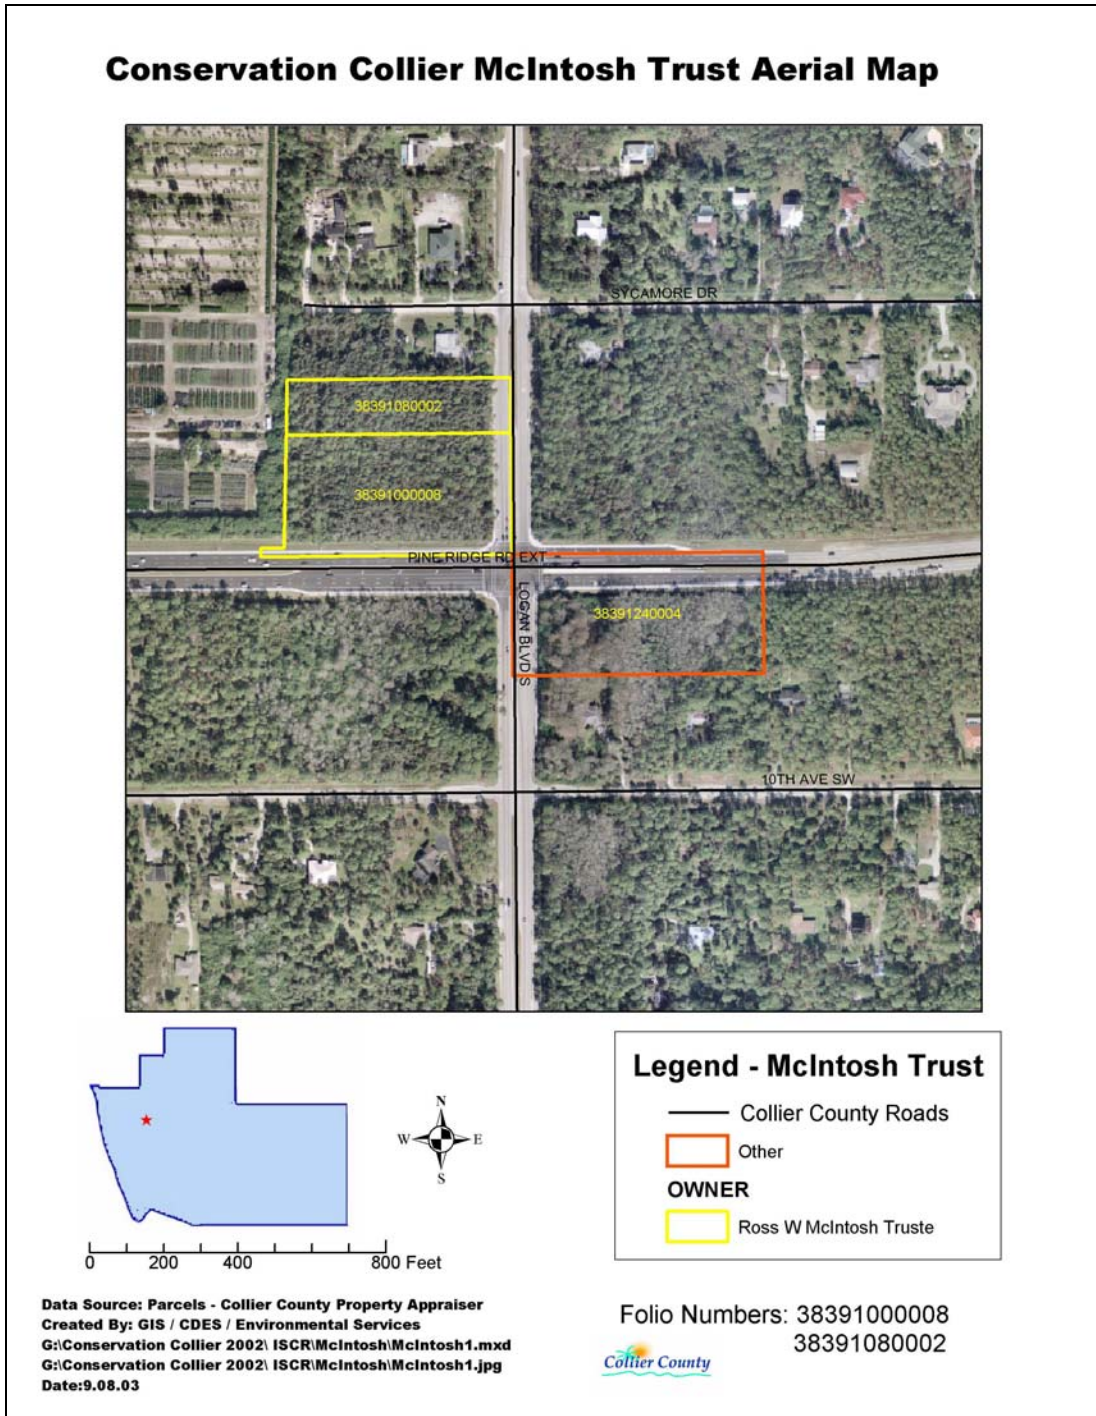 Conservation Collier McIntosh Trust Aerial Map
SYCAMORE DR
38391080002
38391000008
PINE RIDGE RD EXT
LOGAN BLVD S
38391240004
10TH AVE SW
Legend - McIntosh Trust
Collier County Roads
Other
OWNER
Ross W McIntosh Truste
N
W E
S
0 200 400 800 Feet
Data Source: Parcels - Collier County Property Appraiser
Created By: GIS / CDES / Environmental Services
G:\Conservation Collier 2002\ ISCR\McIntosh\McIntosh1.mxd
G:\Conservation Collier 2002\ ISCR\McIntosh\McIntosh1.jpg
Date:9.08.03
Folio Numbers: 38391000008
38391080002
Collier County